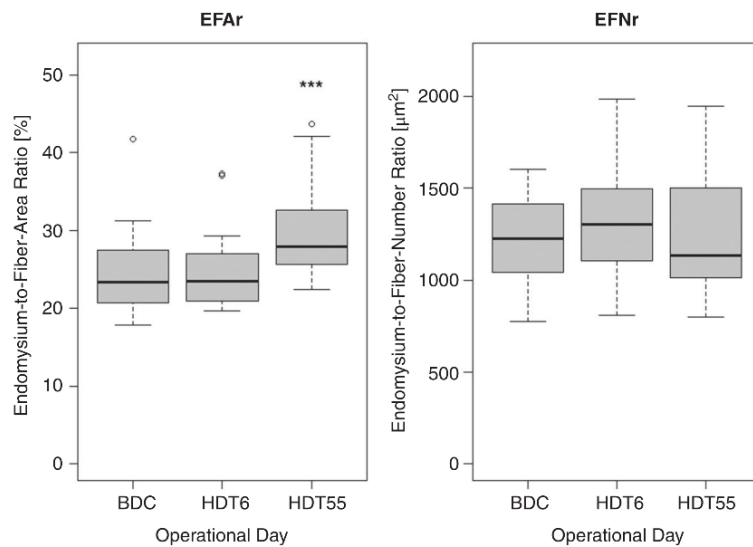 EFAr
Endomysium-to-Fiber-Area Ratio [%]
50
40
30
20
10
0
***
BDC HDT6 HDT55
Operational Day
EFNr
Endomysium-to-Fiber-Number Ratio [μm²]
2000
1500
1000
500
0
BDC HDT6 HDT55
Operational Day